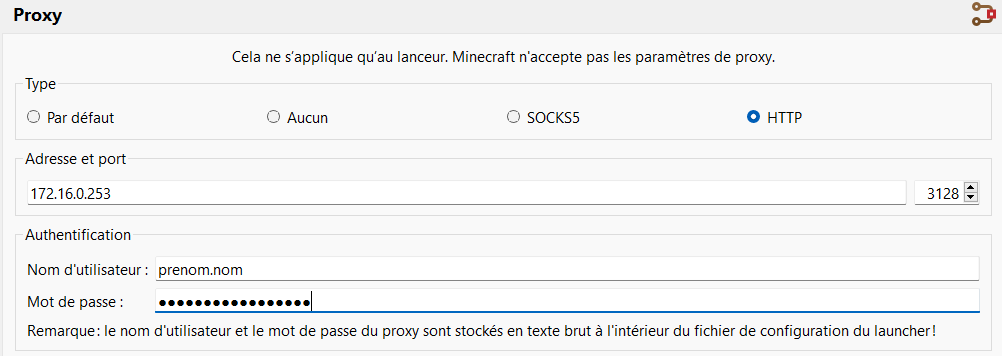 Proxy
Cela ne s'applique qu'au lanceur. Minecraft n'accepte pas les paramètres de proxy.
Type
Par défaut Aucun SOCKS5 HTTP
Adresse et port
172.16.0.253 3128
Authentification
Nom d'utilisateur : prenom.nom
Mot de passe : ●●●●●●●●●●●●●●●●●
Remarque : le nom d'utilisateur et le mot de passe du proxy sont stockés en texte brut à l'intérieur du fichier de configuration du launcher !